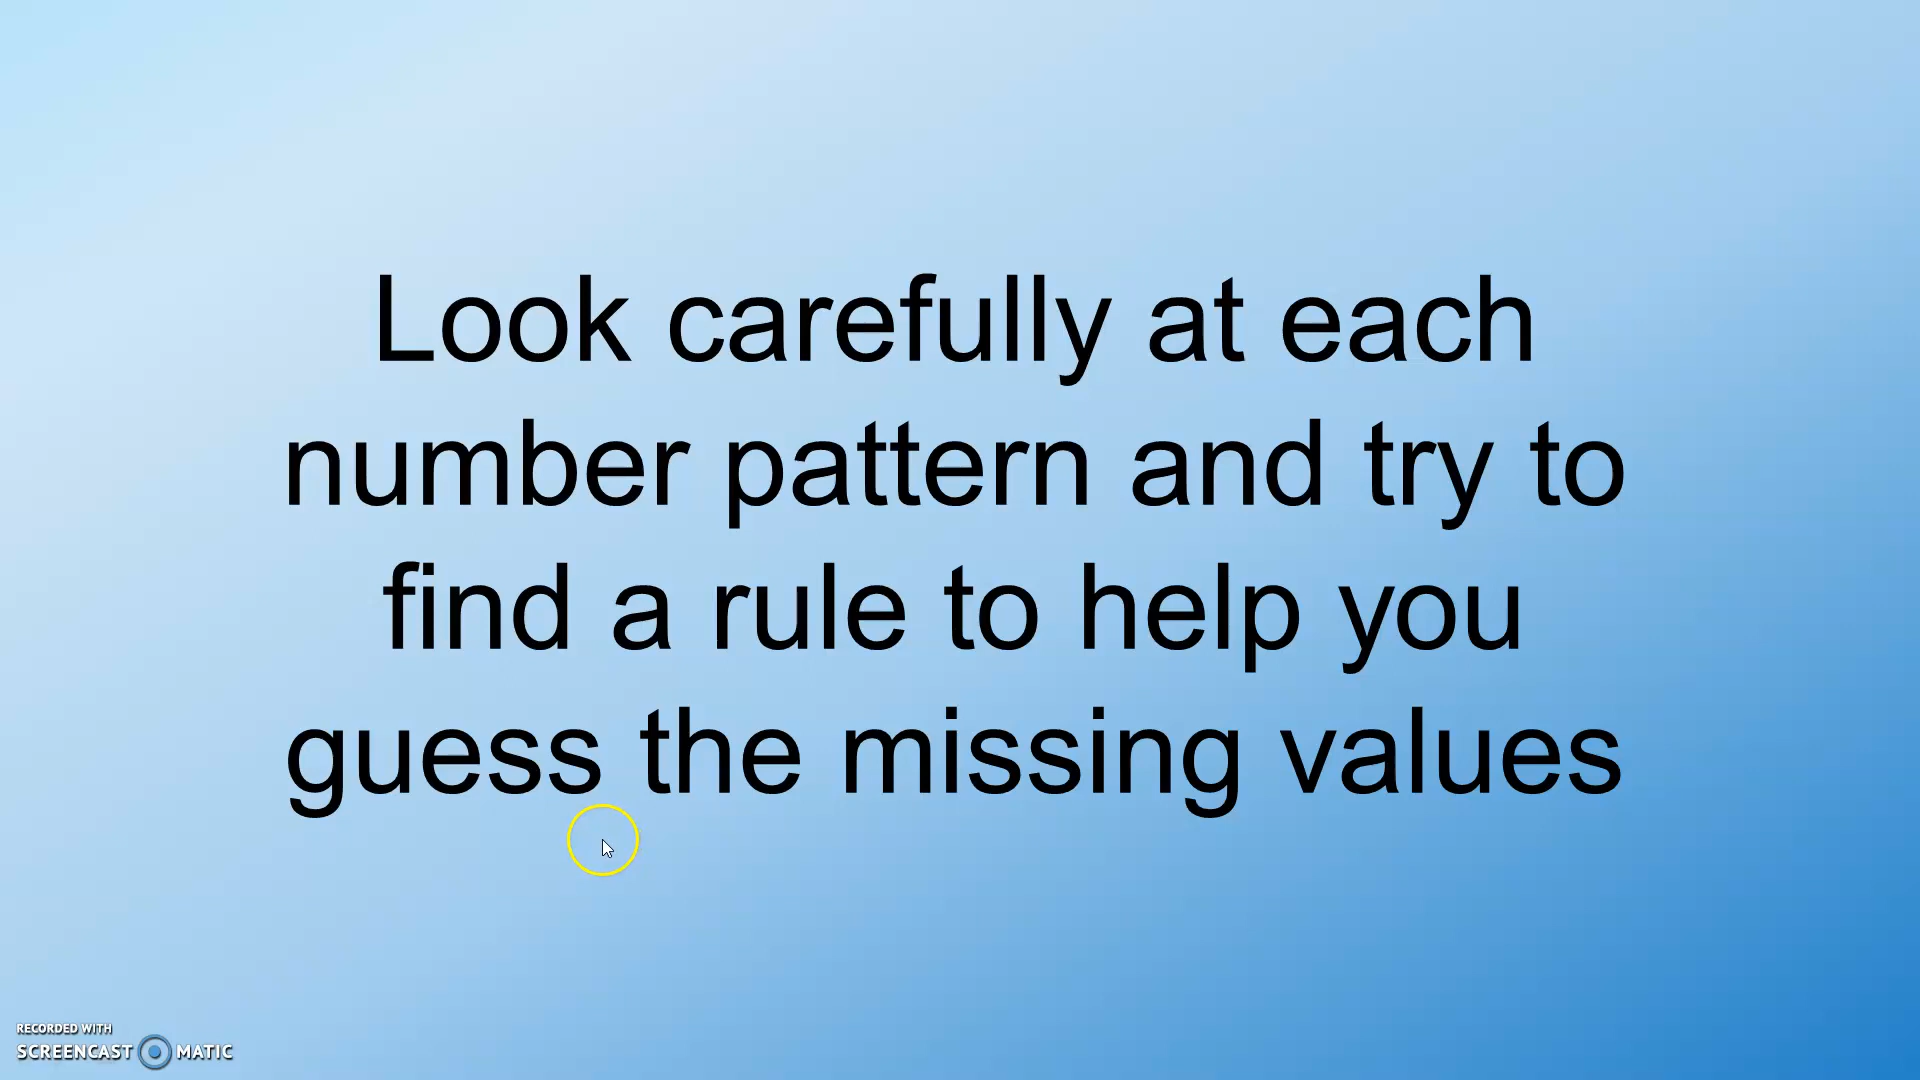 Look carefully at each
number pattern and try to
find a rule to help you
guess the missing values
RECORDED WITH
SCREENCAST MATIC